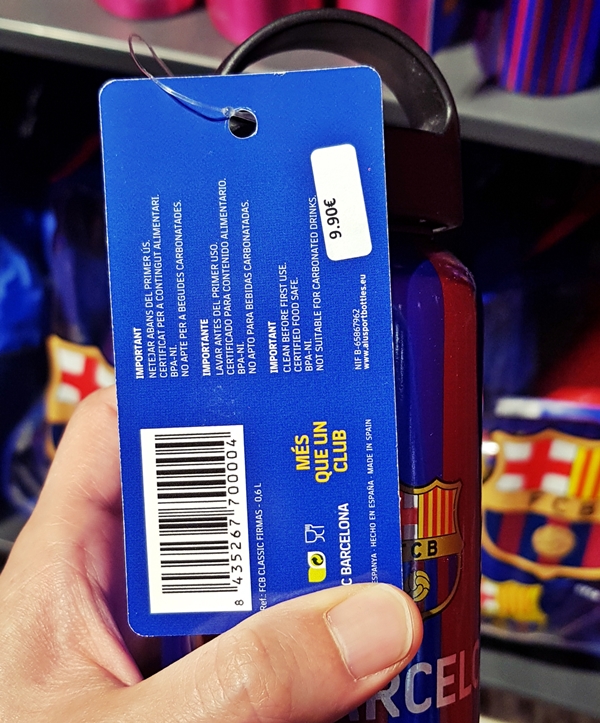 9.90€
IMPORTANT
NETEJAR ABANS DEL PRIMER ÚS.
CERTIFICAT PER A CONTINGUT ALIMENTARI.
BPA-NI.
NO APTE PER A BEGUDES CARBONATADES.
IMPORTANTE
LAVAR ANTES DEL PRIMER USO.
CERTIFICADO PARA CONTENIDO ALIMENTARIO.
BPA-NI.
NO APTO PARA BEBIDAS CARBONATADAS.
IMPORTANT
CLEAN BEFORE FIRST USE.
CERTIFIED FOOD SAFE.
BPA-NI.
NOT SUITABLE FOR CARBONATED DRINKS.
NIF B-65867962
www.alusportbottles.eu
8 435267 700004
Ref.: FCB CLASSIC FIRMAS - 0,6 L
MÉS
QUE UN
CLUB
C BARCELONA
ESPANYA · HECHO EN ESPAÑA · MADE IN SPAIN
CB
ARCEL
FCB